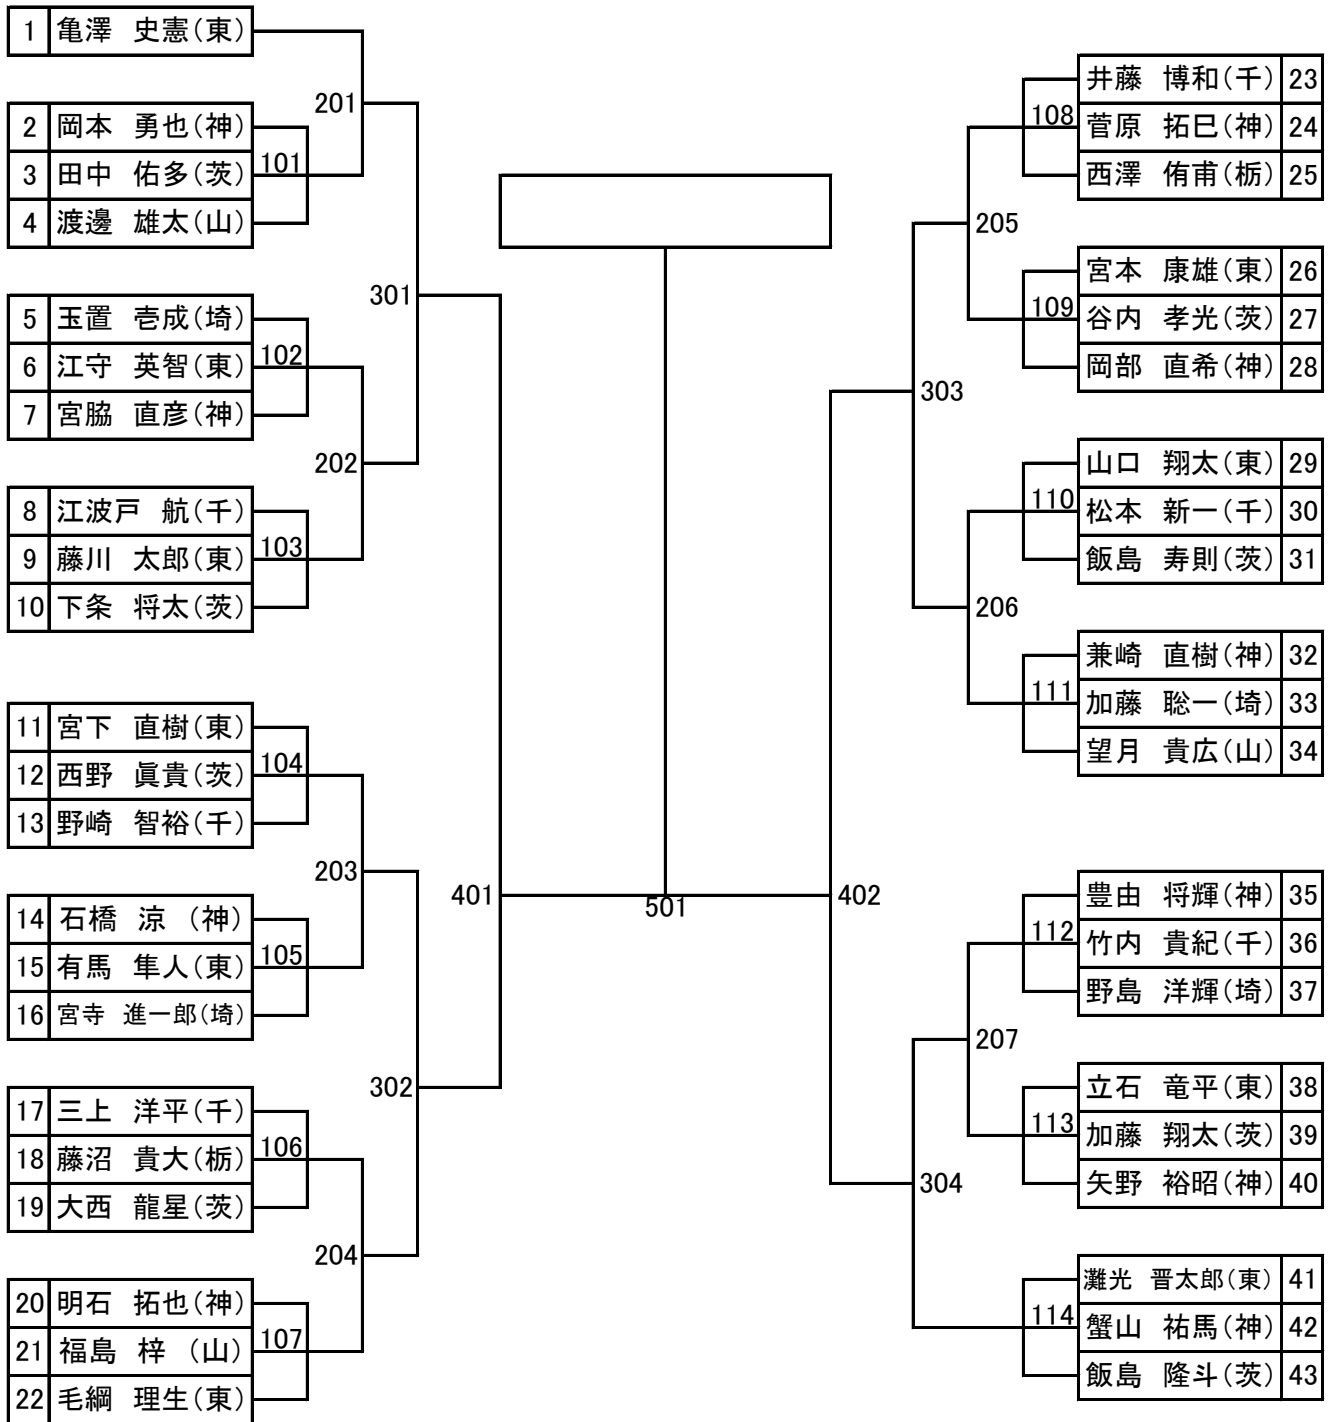 1 亀澤 史憲(東)
201
2 岡本 勇也(神)
101
3 田中 佑多(茨)
4 渡邊 雄太(山)
301
5 玉置 壱成(埼)
102
6 江守 英智(東)
7 宮脇 直彦(神)
202
8 江波戸 航(千)
103
9 藤川 太郎(東)
10 下条 将太(茨)
11 宮下 直樹(東)
104
12 西野 眞貴(茨)
13 野崎 智裕(千)
203
401
14 石橋 涼 (神)
105
15 有馬 隼人(東)
16 宮寺 進一郎(埼)
302
17 三上 洋平(千)
106
18 藤沼 貴大(栃)
19 大西 龍星(茨)
204
20 明石 拓也(神)
107
21 福島 梓 (山)
22 毛綱 理生(東)
501
井藤 博和(千) 23
108
菅原 拓巳(神) 24
西澤 侑甫(栃) 25
205
宮本 康雄(東) 26
109
谷内 孝光(茨) 27
岡部 直希(神) 28
303
山口 翔太(東) 29
110
松本 新一(千) 30
飯島 寿則(茨) 31
206
兼崎 直樹(神) 32
111
加藤 聡一(埼) 33
望月 貴広(山) 34
402
豊由 将輝(神) 35
112
竹内 貴紀(千) 36
野島 洋輝(埼) 37
207
立石 竜平(東) 38
113
加藤 翔太(茨) 39
矢野 裕昭(神) 40
304
灘光 晋太郎(東) 41
114
蟹山 祐馬(神) 42
飯島 隆斗(茨) 43